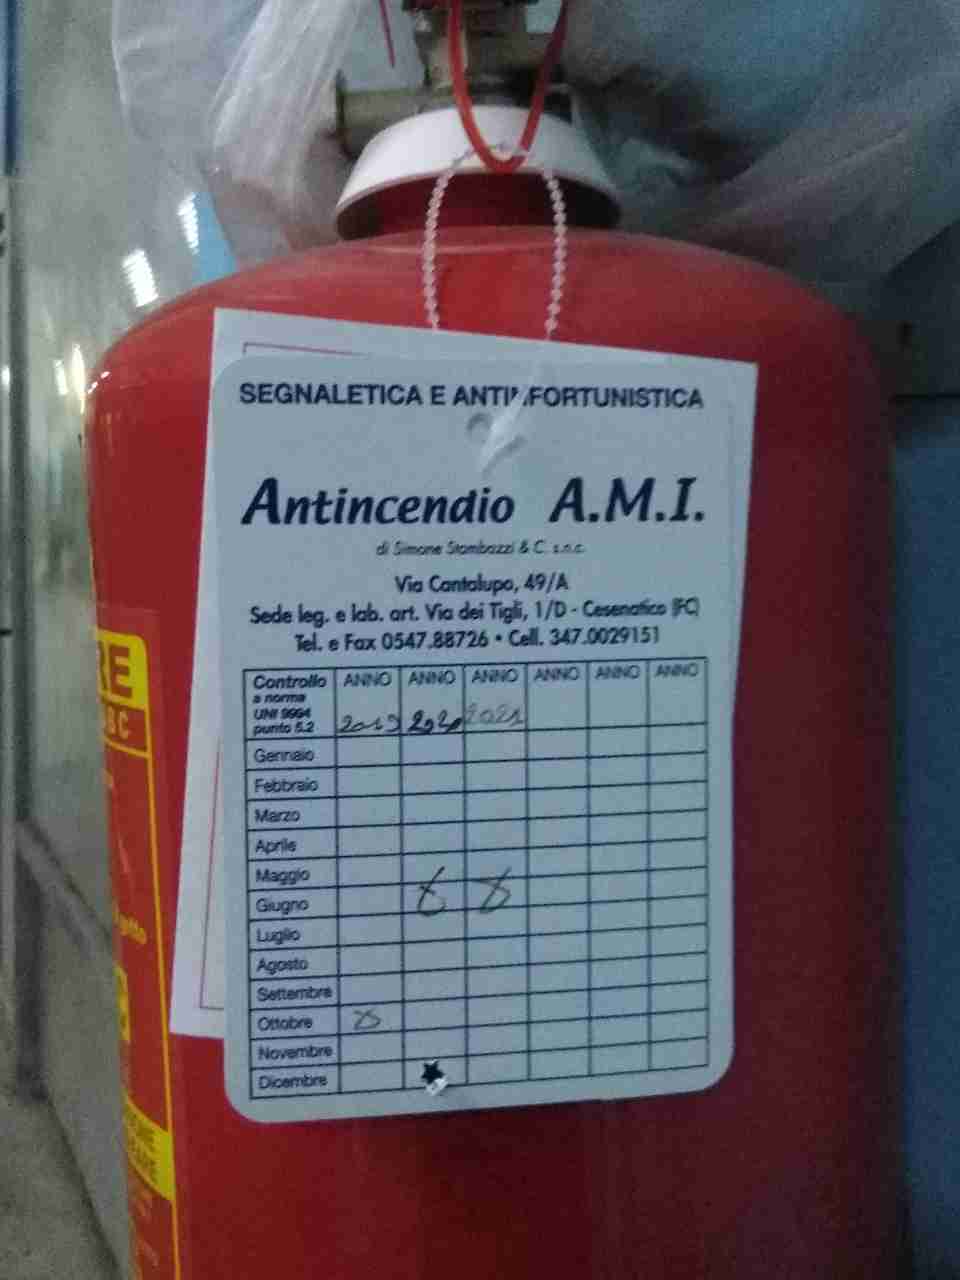 SEGNALETICA E ANTINFORTUNISTICA
Antincendio A.M.I.
di Simone Stambazzi & C. s.n.c.
Via Cantalupo, 49/A
Sede leg. e lab. art. Via dei Tigli, 1/D - Cesenatico (FC)
Tel. e Fax 0547.88726 • Cell. 347.0029151
Controllo a norma UNI 9994 punto 5.2 ANNO ANNO ANNO ANNO ANNO ANNO
2019 2020 2021
Gennaio
Febbraio
Marzo
Aprile
Maggio
Giugno
Luglio
Agosto
Settembre
Ottobre
Novembre
Dicembre
RE
BC